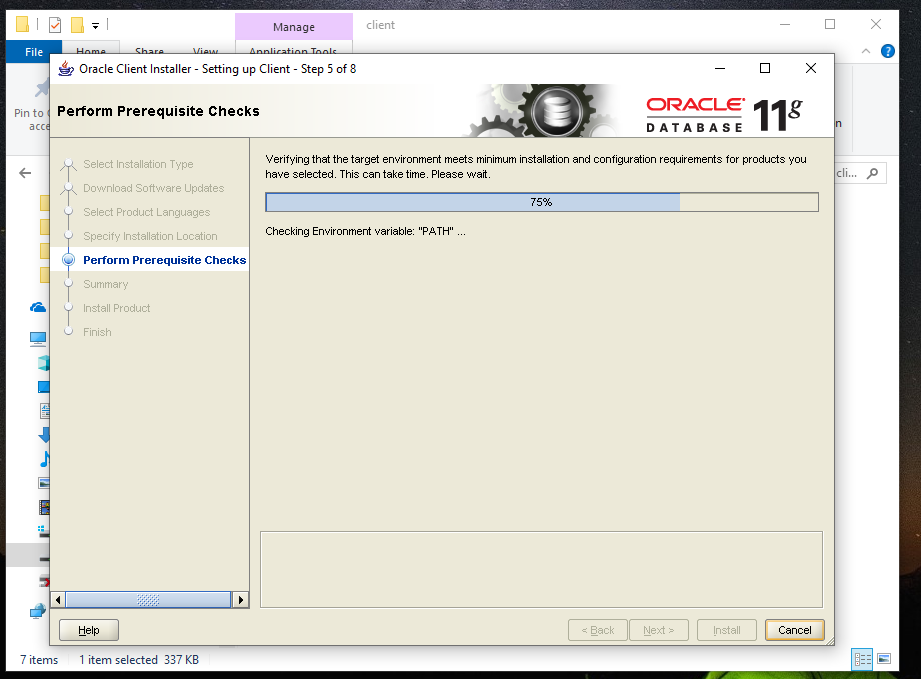 Manage
client
File
Home
Share
View
Application Tools
Pin to
acce
cli...
Oracle Client Installer - Setting up Client - Step 5 of 8
Perform Prerequisite Checks
ORACLE
DATABASE
11g
Select Installation Type
Download Software Updates
Select Product Languages
Specify Installation Location
Perform Prerequisite Checks
Summary
Install Product
Finish
Verifying that the target environment meets minimum installation and configuration requirements for products you
have selected. This can take time. Please wait.
75%
Checking Environment variable: "PATH" ...
Help
< Back
Next >
Install
Cancel
7 items
1 item selected 337 KB